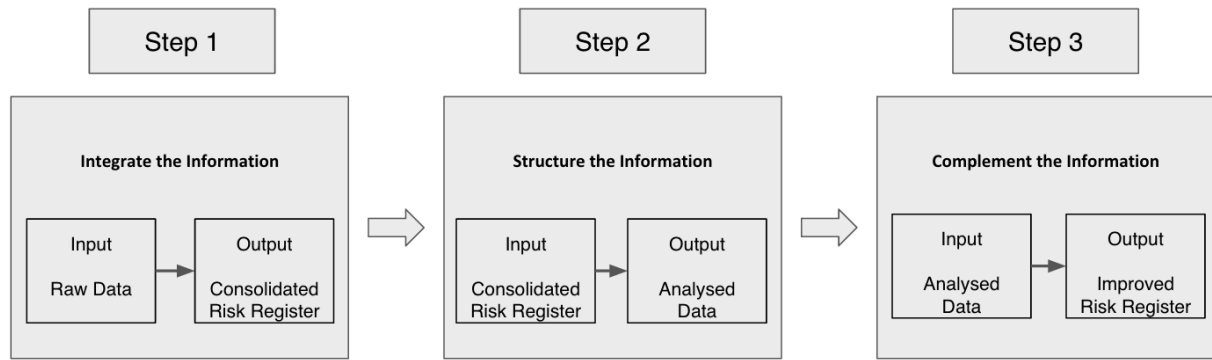 Step 1
Integrate the Information
Input
Raw Data
Output
Consolidated
Risk Register
Step 2
Structure the Information
Input
Consolidated
Risk Register
Output
Analysed
Data
Step 3
Complement the Information
Input
Analysed
Data
Output
Improved
Risk Register